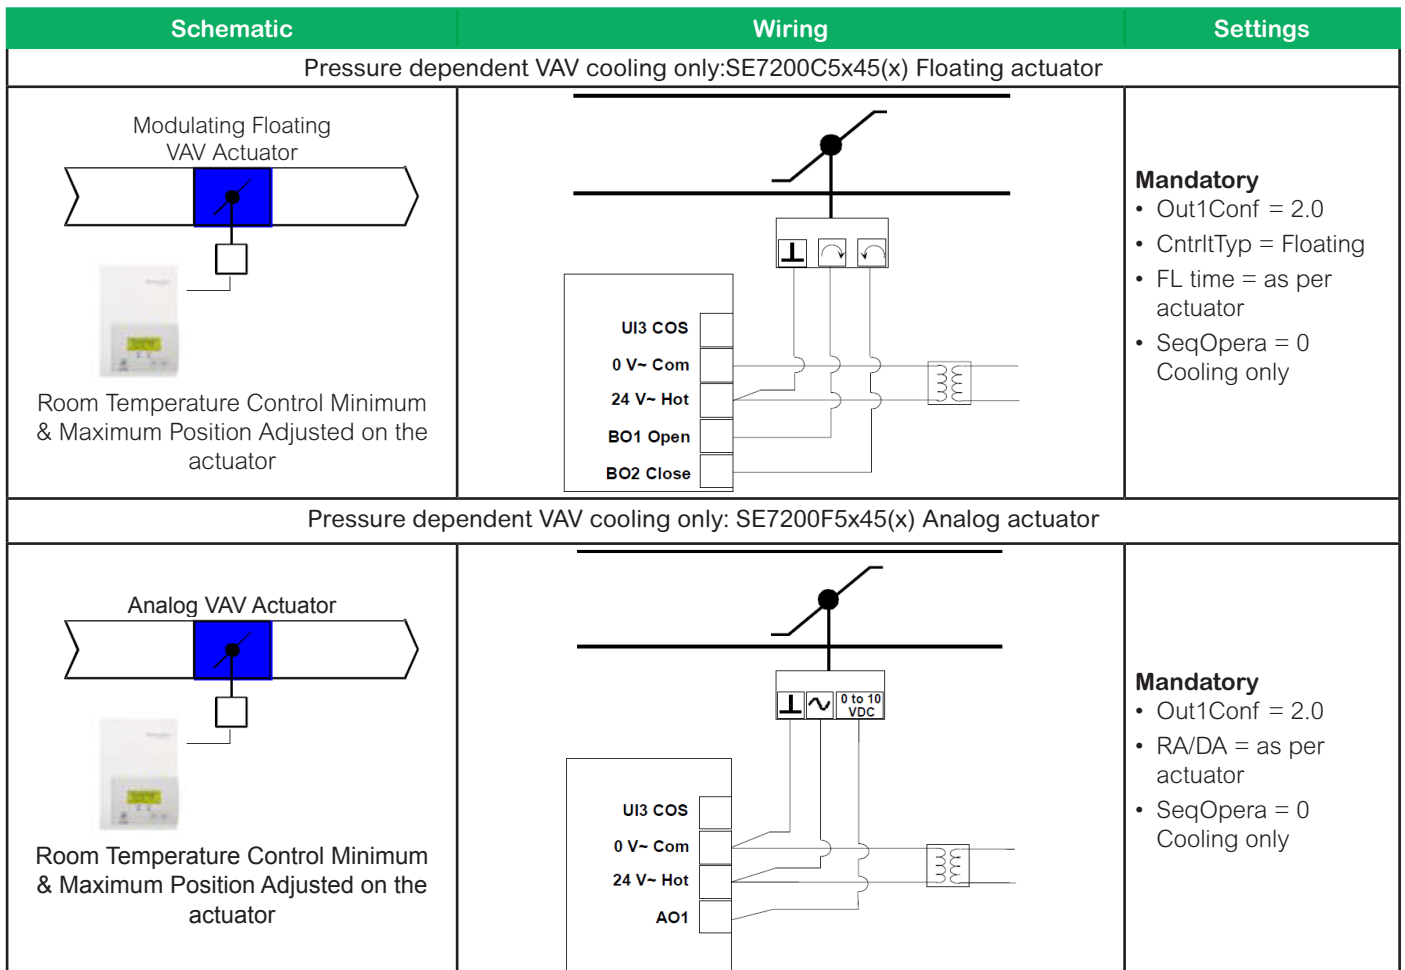 Schematic
Wiring
Settings
Pressure dependent VAV cooling only:SE7200C5x45(x) Floating actuator
Modulating Floating
VAV Actuator
Room Temperature Control Minimum
& Maximum Position Adjusted on the
actuator
UI3 COS
0 V~ Com
24 V~ Hot
BO1 Open
BO2 Close
Mandatory
• Out1Conf = 2.0
• CntrltTyp = Floating
• FL time = as per
actuator
• SeqOpera = 0
Cooling only
Pressure dependent VAV cooling only: SE7200F5x45(x) Analog actuator
Analog VAV Actuator
Room Temperature Control Minimum
& Maximum Position Adjusted on the
actuator
0 to 10
VDC
UI3 COS
0 V~ Com
24 V~ Hot
AO1
Mandatory
• Out1Conf = 2.0
• RA/DA = as per
actuator
• SeqOpera = 0
Cooling only